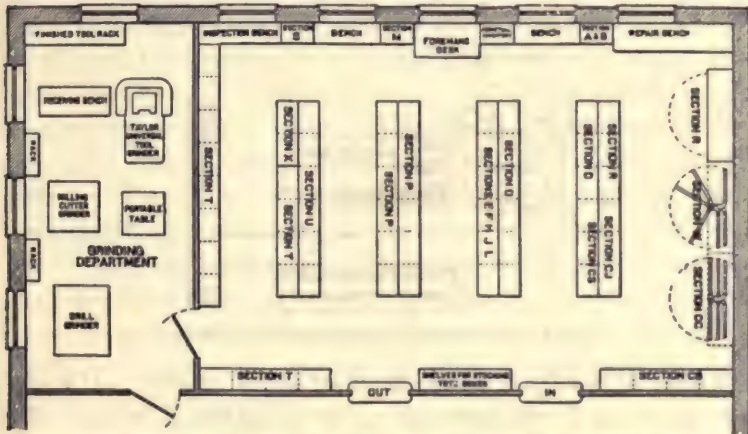 FINISHED TOOL RACK
INSPECTION BENCH
SECTION
BENCH
SECTION
M
FOREMANS
DESK
BENCH
SECTION
A & B
REPAIR BENCH
RECEIVING BENCH
TAYLOR
UNIVERSAL
TOOL
GRINDER
RACK
MILLING
CUTTER
GRINDER
PORTABLE
TABLE
GRINDING
DEPARTMENT
RACK
DRILL
GRINDER
SECTION T
SECTION X
SECTION T
SECTION U
SECTION P
SECTION P
SECTIONS E F H J L
SECTION O
SECTION R
SECTION CJ
SECTION CS
SECTION R
SECTION
SECTION CC
SECTION T
OUT
SHELVES FOR STOCKING
TOTE BOXES
IN
SECTION CB